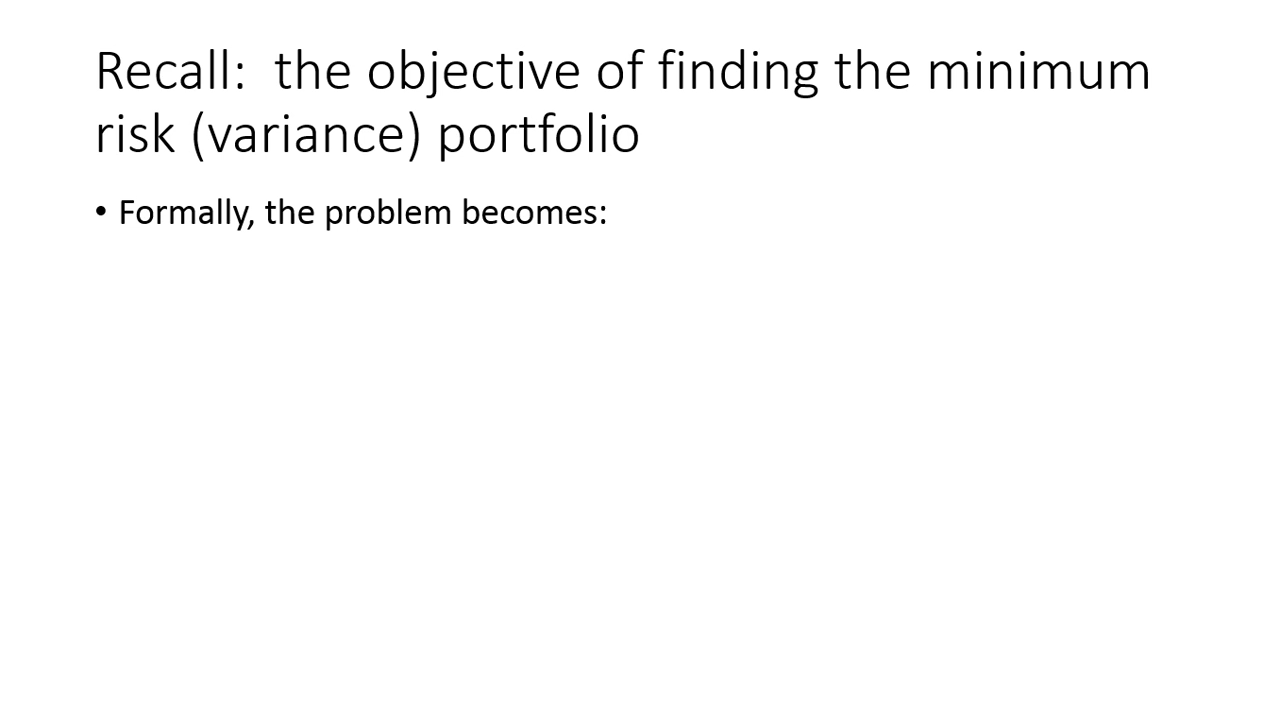 Recall:  the objective of finding the minimum
risk (variance) portfolio
• Formally, the problem becomes: